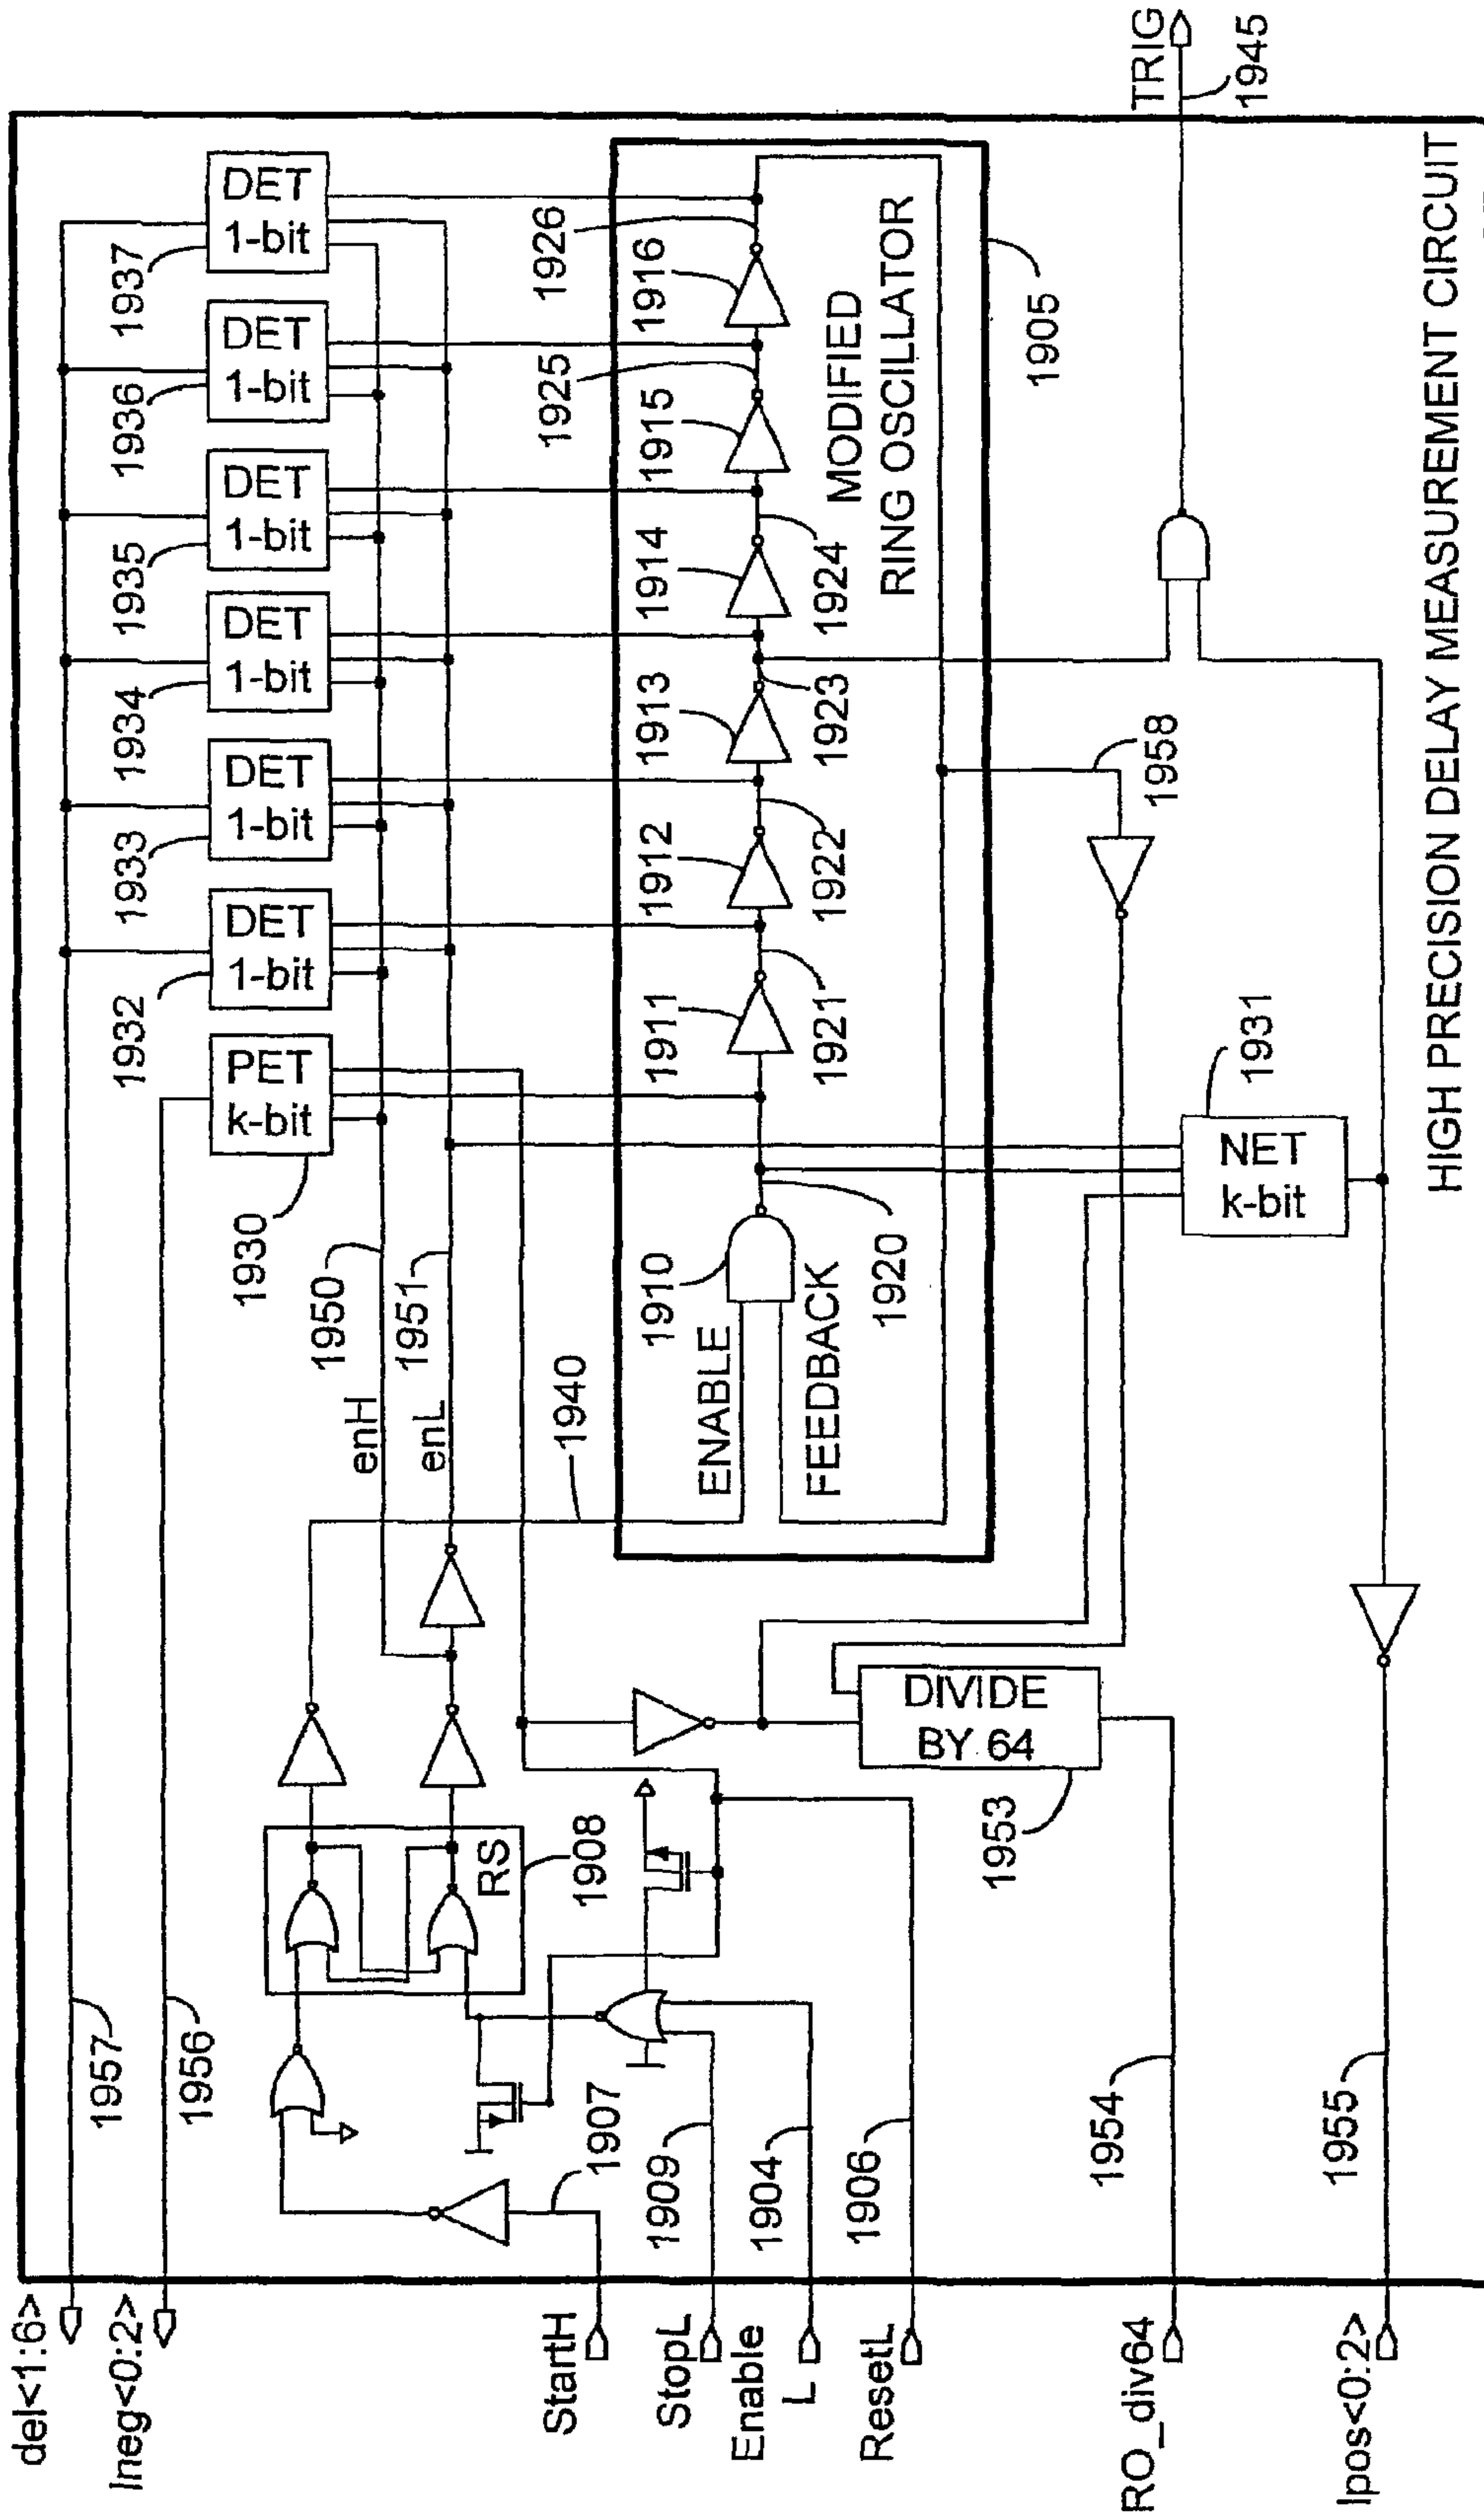 del<1:6>
Ineg<0:2>
StartH
StopL
Enable
L
ResetL
RO_div64
Ipos<0:2>
1957
1956
1907
1909
1904
1906
1954
1955
RS
1908
1953
DIVIDE
BY 64
1940
enH
enL
1950
1951
1930
PET
k-bit
1932
DET
1-bit
1933
DET
1-bit
1934
DET
1-bit
1935
DET
1-bit
1936
DET
1-bit
1937
DET
1-bit
ENABLE
FEEDBACK
1910
1920
1911
1921
1912
1922
1913
1923
1914
1924
1915
1925
1916
1926
MODIFIED
RING OSCILLATOR
1905
1958
1931
NET
k-bit
TRIG
1945
HIGH PRECISION DELAY MEASUREMENT CIRCUIT